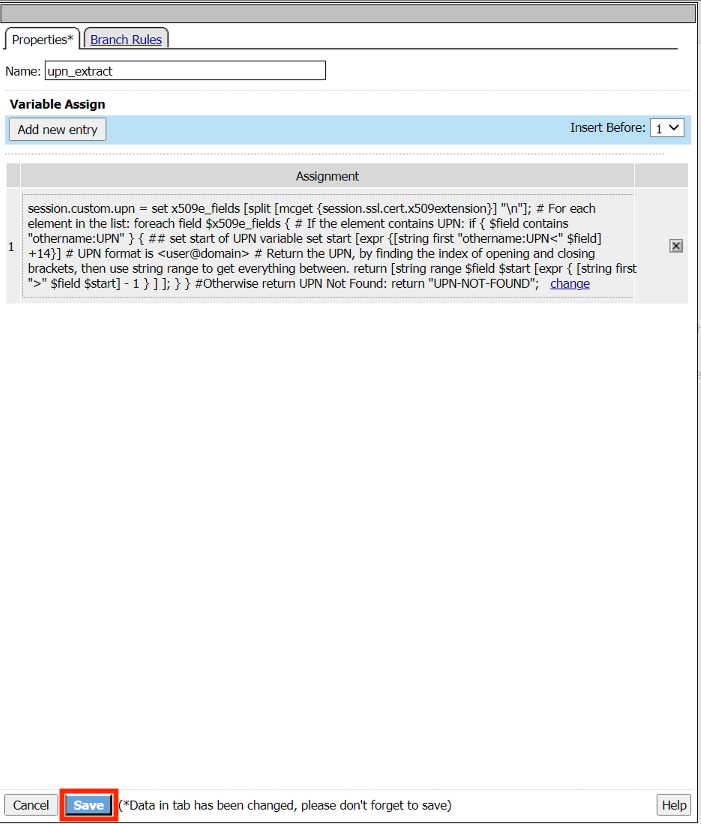 Properties* Branch Rules
Name: upn_extract
Variable Assign
Add new entry Insert Before: 1
Assignment
session.custom.upn = set x509e_fields [split [mcget {session.ssl.cert.x509extension}] "\n"]; # For each
element in the list: foreach field $x509e_fields { # If the element contains UPN: if { $field contains
"othername:UPN" } { ## set start of UPN variable set start [expr {[string first "othername:UPN<" $field]
1 +14}] # UPN format is <user@domain> # Return the UPN, by finding the index of opening and closing
brackets, then use string range to get everything between. return [string range $field $start [expr { [string first
">" $field $start] - 1 } ] ]; } } #Otherwise return UPN Not Found: return "UPN-NOT-FOUND"; change
Cancel Save (*Data in tab has been changed, please don't forget to save) Help